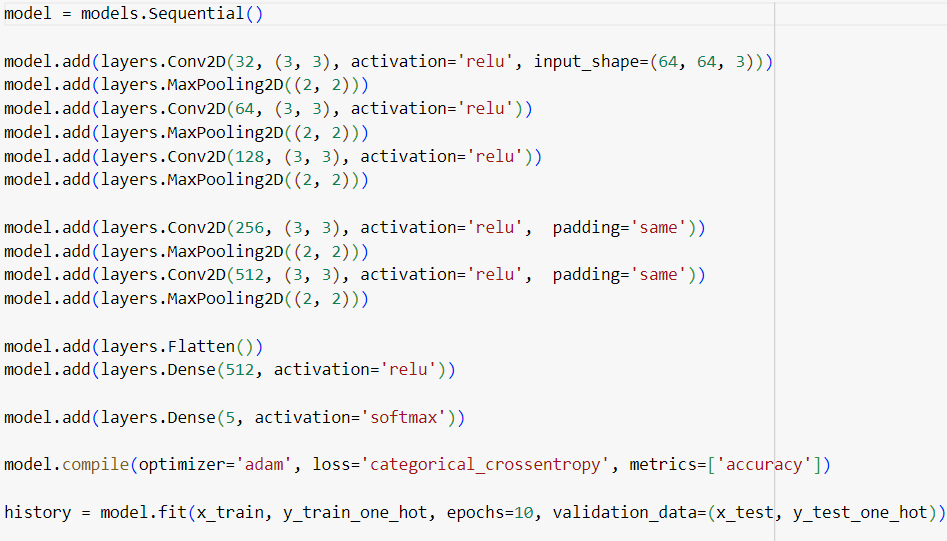 model = models.Sequential()
model.add(layers.Conv2D(32, (3, 3), activation='relu', input_shape=(64, 64, 3)))
model.add(layers.MaxPooling2D((2, 2)))
model.add(layers.Conv2D(64, (3, 3), activation='relu'))
model.add(layers.MaxPooling2D((2, 2)))
model.add(layers.Conv2D(128, (3, 3), activation='relu'))
model.add(layers.MaxPooling2D((2, 2)))
model.add(layers.Conv2D(256, (3, 3), activation='relu',  padding='same'))
model.add(layers.MaxPooling2D((2, 2)))
model.add(layers.Conv2D(512, (3, 3), activation='relu',  padding='same'))
model.add(layers.MaxPooling2D((2, 2)))
model.add(layers.Flatten())
model.add(layers.Dense(512, activation='relu'))
model.add(layers.Dense(5, activation='softmax'))
model.compile(optimizer='adam', loss='categorical_crossentropy', metrics=['accuracy'])
history = model.fit(x_train, y_train_one_hot, epochs=10, validation_data=(x_test, y_test_one_hot))